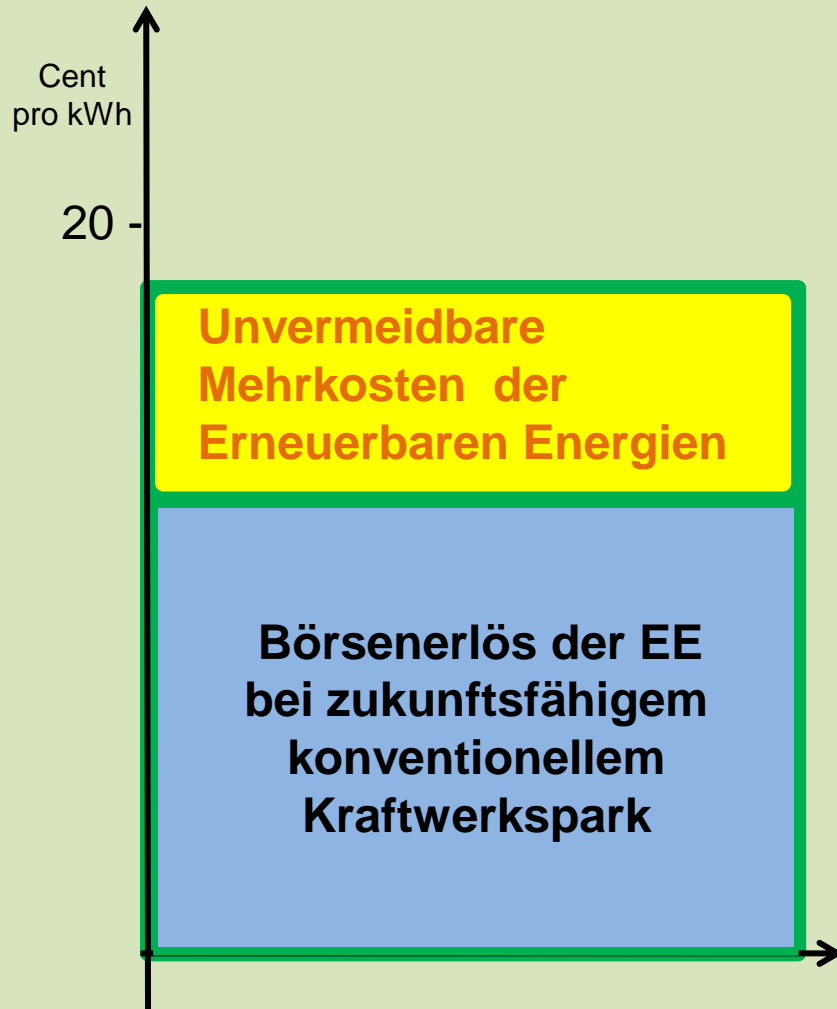 Cent
pro kWh
20 -
Unvermeidbare
Mehrkosten der
Erneuerbaren Energien
Börsenerlös der EE
bei zukunftsfähigem
konventionellem
Kraftwerkspark